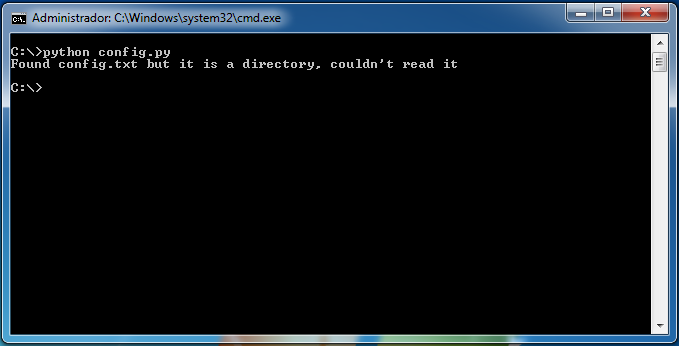 Administrador: C:\Windows\system32\cmd.exe
C:\>python config.py
Found config.txt but it is a directory, couldn't read it
C:\>